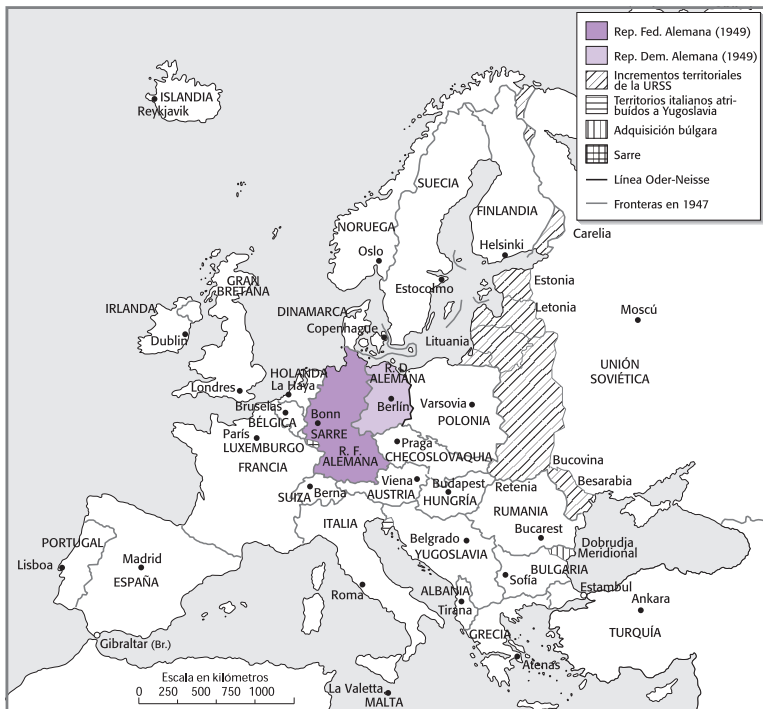 Rep. Fed. Alemana (1949)
Rep. Dem. Alemana (1949)
Incrementos territoriales
de la URSS
Territorios italianos atri-
buídos a Yugoslavia
Adquisición búlgara
Sarre
Línea Oder-Neisse
Fronteras en 1947
ISLANDIA
Reykjavik
SUECIA
FINLANDIA
NORUEGA
Oslo
Helsinki
Carelia
Estocolmo
Estonia
Letonia
Moscú
GRAN
BRETAÑA
IRLANDA
Dublín
DINAMARCA
Copenhague
Lituania
UNIÓN
SOVIÉTICA
HOLANDA
La Haya
R. D.
ALEMANA
Londres
Berlín
Varsovia
POLONIA
Bruselas
BÉLGICA
Bonn
SARRE
París
LUXEMBURGO
FRANCIA
R. F.
ALEMANA
Praga
CHECOSLOVAQUIA
Bucovina
Besarabia
Viena
AUSTRIA
Budapest
HUNGRÍA
Retenia
SUIZA
Berna
RUMANIA
Bucarest
ITALIA
Belgrado
YUGOSLAVIA
Dobrudja
Meridional
PORTUGAL
Lisboa
Madrid
ESPAÑA
BULGARIA
Sofía
Estambul
Roma
ALBANIA
Tirana
Ankara
TURQUÍA
GRECIA
Atenas
Gibraltar (Br.)
Escala en kilómetros
0 250 500 750 1000
La Valetta
MALTA